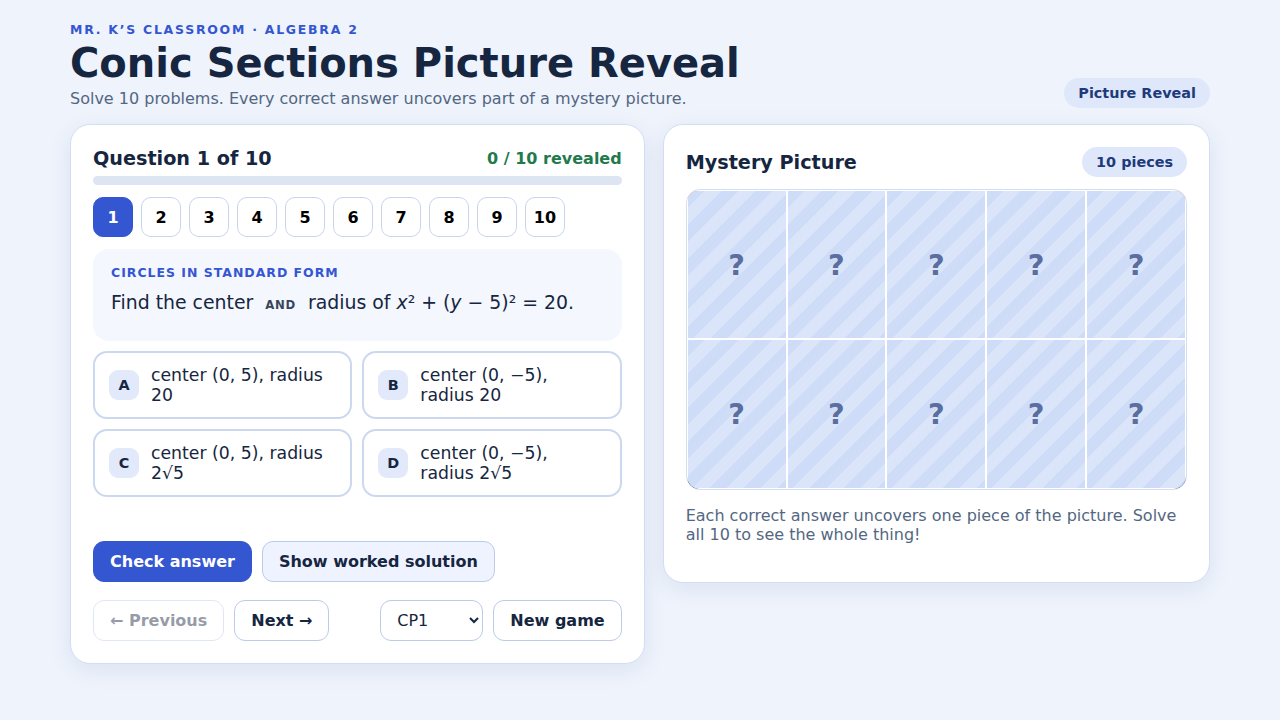 MR. K’S CLASSROOM · ALGEBRA 2
Conic Sections Picture Reveal
Solve 10 problems. Every correct answer uncovers part of a mystery picture.
Picture Reveal
Question 1 of 10
0 / 10 revealed
1 2 3 4 5 6 7 8 9 10
CIRCLES IN STANDARD FORM
Find the center AND radius of x² + (y − 5)² = 20.
A
center (0, 5), radius
20
B
center (0, −5),
radius 20
C
center (0, 5), radius
2√5
D
center (0, −5),
radius 2√5
Check answer
Show worked solution
← Previous
Next →
CP1
New game
Mystery Picture
10 pieces
? ? ? ? ?
? ? ? ? ?
Each correct answer uncovers one piece of the picture. Solve
all 10 to see the whole thing!